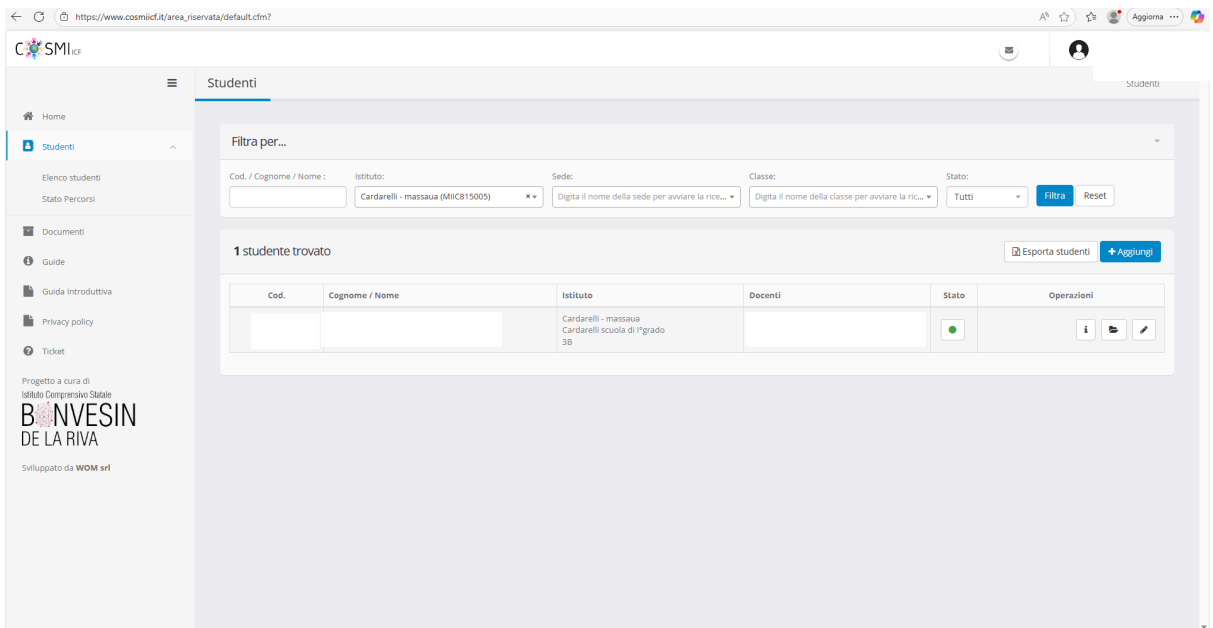 https://www.cosmiicf.it/area_riservata/default.cfm?
Aggiorna
COSMI ICF
Studenti
Studenti
Home
Studenti
Elenco studenti
Stato Percorsi
Documenti
Guide
Guida Introduttiva
Privacy policy
Ticket
Progetto a cura di
Istituto Comprensivo Statale
BONVESIN
DE LA RIVA
Sviluppato da WOM srl
Filtra per...
Cod. / Cognome / Nome : Istituto: Sede: Classe: Stato:
Cardarelli - massaua (MIIC815005) Digita il nome della sede per avviare la rice... Digita il nome della classe per avviare la ric... Tutti Filtra Reset
1 studente trovato
Esporta studenti + Aggiungi
Cod. Cognome / Nome Istituto Docenti Stato Operazioni
Cardarelli - massaua
Cardarelli scuola di I°grado
3B